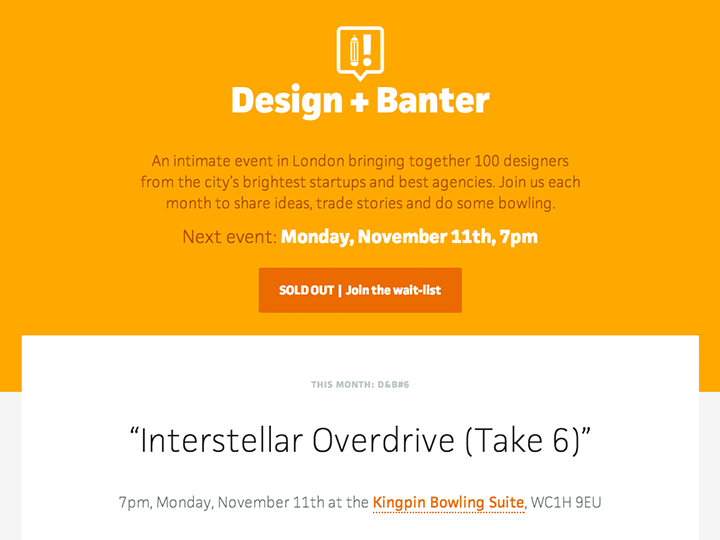 Design + Banter
An intimate event in London bringing together 100 designers
from the city’s brightest startups and best agencies. Join us each
month to share ideas, trade stories and do some bowling.
Next event: Monday, November 11th, 7pm
SOLD OUT | Join the wait-list
THIS MONTH: D&B#6
“Interstellar Overdrive (Take 6)”
7pm, Monday, November 11th at the Kingpin Bowling Suite, WC1H 9EU